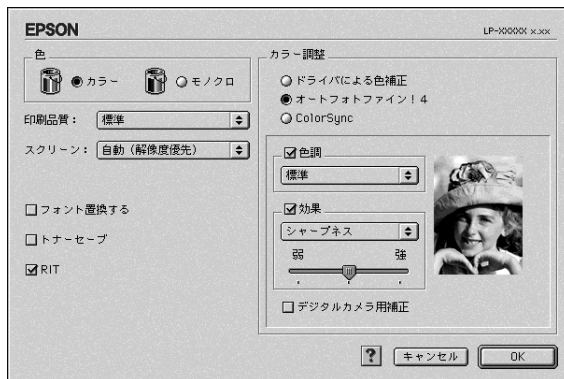 EPSON
LP-XXXXX x.xx
色
カラー
モノクロ
印刷品質：
標準
スクリーン：
自動（解像度優先）
フォント置換する
トナーセーブ
RIT
カラー調整
ドライバによる色補正
オートフォトファイン！4
ColorSync
色調
標準
効果
シャープネス
弱 強
デジタルカメラ用補正
?
キャンセル
OK